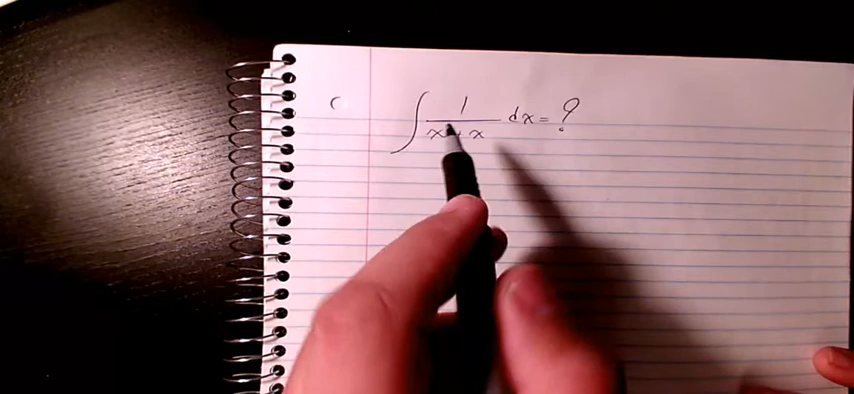 C) ∫ 1/(x + x) dx = ?